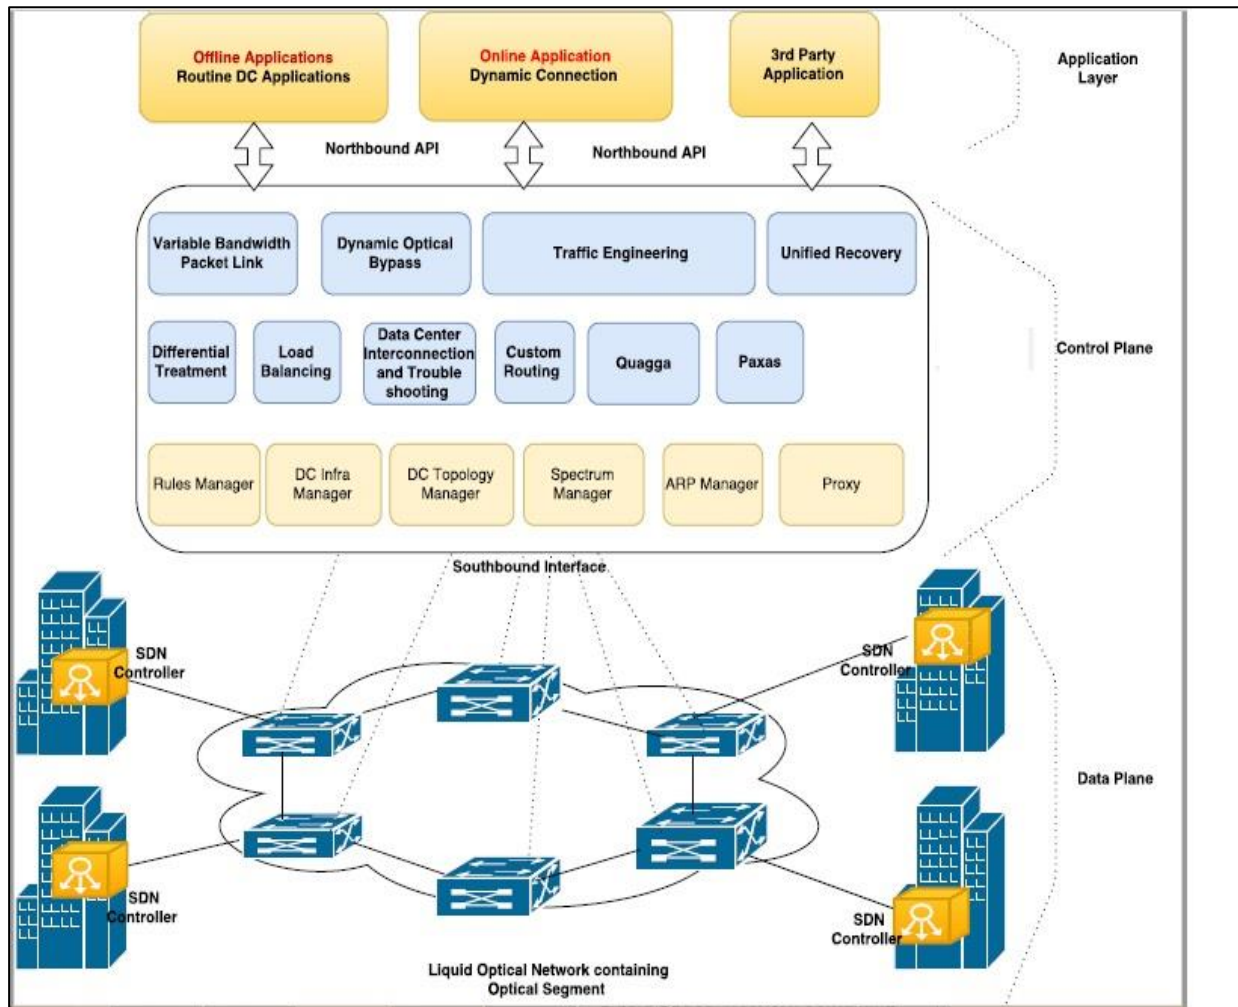 Offline Applications
Routine DC Applications
Online Application
Dynamic Connection
3rd Party
Application
Application
Layer
Northbound API
Northbound API
Variable Bandwidth
Packet Link
Dynamic Optical
Bypass
Traffic Engineering
Unified Recovery
Differential
Treatment
Load
Balancing
Data Center
Interconnection
and Trouble
shooting
Custom
Routing
Quagga
Paxas
Control Plane
Rules Manager
DC Infra
Manager
DC Topology
Manager
Spectrum
Manager
ARP Manager
Proxy
Southbound Interface
SDN
Controller
SDN
Controller
Data Plane
SDN
Controller
SDN
Controller
Liquid Optical Network containing
Optical Segment